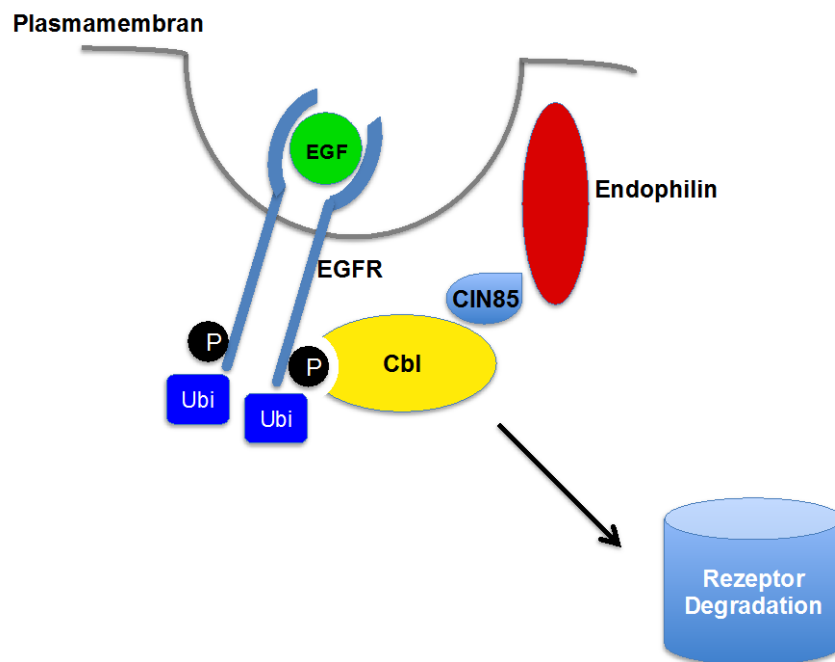 Plasmamembran
EGF
Endophilin
EGFR
CIN85
P
P
Cbl
Ubi
Ubi
Rezeptor
Degradation